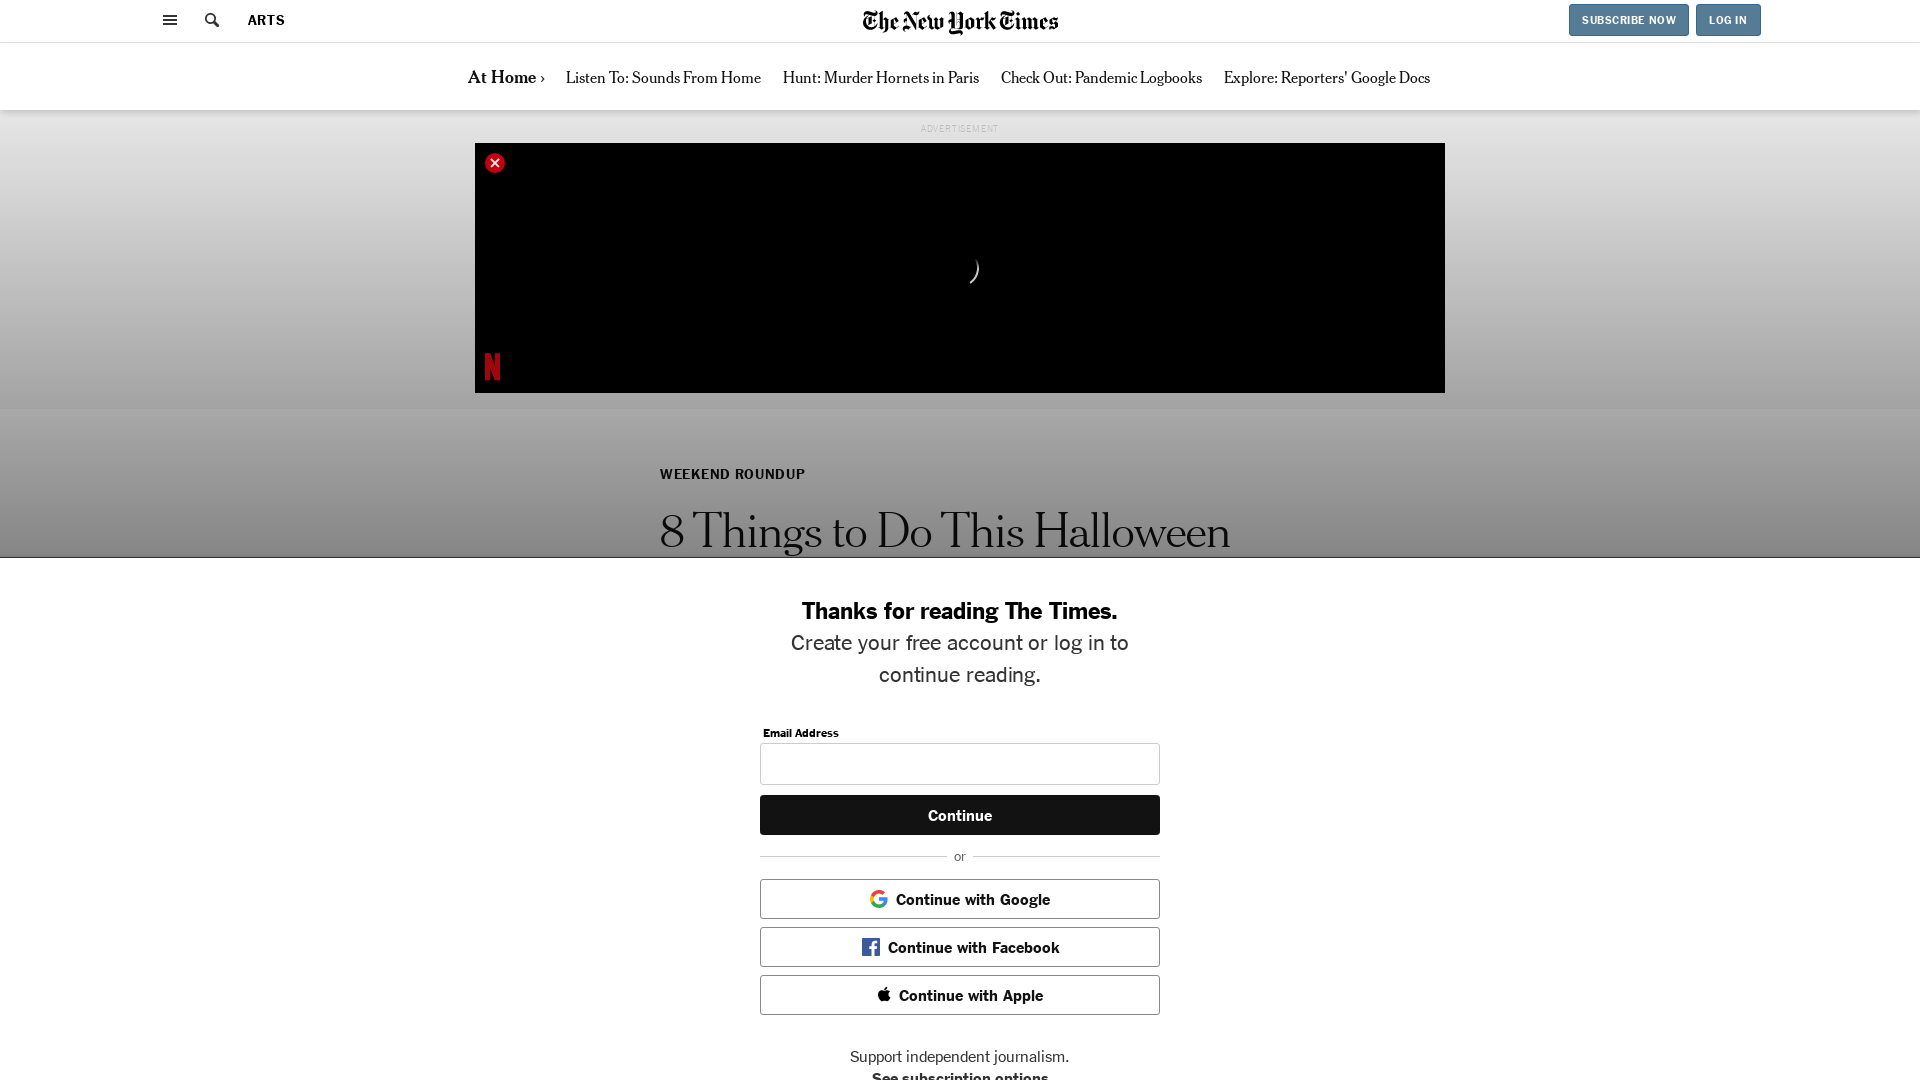 ARTS
The New York Times
SUBSCRIBE NOW
LOG IN
At Home ›
Listen To: Sounds From Home
Hunt: Murder Hornets in Paris
Check Out: Pandemic Logbooks
Explore: Reporters' Google Docs
ADVERTISEMENT
N
WEEKEND ROUNDUP
8 Things to Do This Halloween
Thanks for reading The Times.
Create your free account or log in to
continue reading.
Email Address
Continue
or
Continue with Google
Continue with Facebook
Continue with Apple
Support independent journalism.
See subscription options